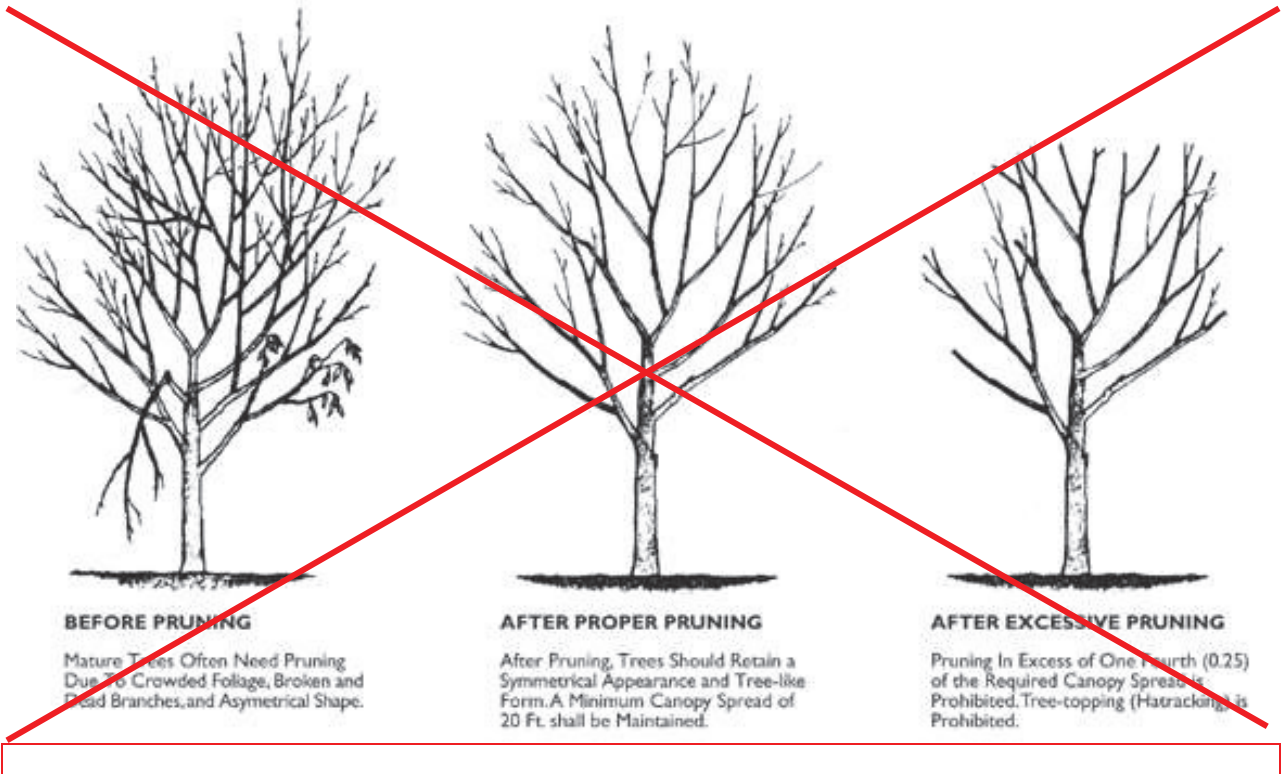 BEFORE PRUNING
Mature Trees Often Need Pruning
Due To Crowded Foliage, Broken and
Dead Branches, and Asymetrical Shape.
AFTER PROPER PRUNING
After Pruning, Trees Should Retain a
Symmetrical Appearance and Tree-like
Form. A Minimum Canopy Spread of
20 Ft. shall be Maintained.
AFTER EXCESSIVE PRUNING
Pruning In Excess of One Fourth (0.25)
of the Required Canopy Spread is
Prohibited. Tree-topping (Hatracking) is
Prohibited.